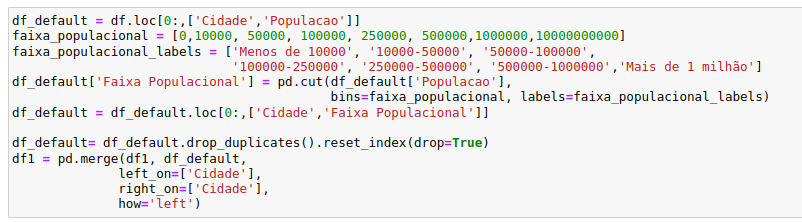 df_default = df.loc[0:,['Cidade','Populacao']]
faixa_populacional = [0,10000, 50000, 100000, 250000, 500000,1000000,10000000000]
faixa_populacional_labels = ['Menos de 10000', '10000-50000', '50000-100000',
                             '100000-250000', '250000-500000', '500000-1000000','Mais de 1 milhão']
df_default['Faixa Populacional'] = pd.cut(df_default['Populacao'],
                                          bins=faixa_populacional, labels=faixa_populacional_labels)
df_default = df_default.loc[0:,['Cidade','Faixa Populacional']]

df_default= df_default.drop_duplicates().reset_index(drop=True)
df1 = pd.merge(df1, df_default,
              left_on=['Cidade'],
              right_on=['Cidade'],
              how='left')